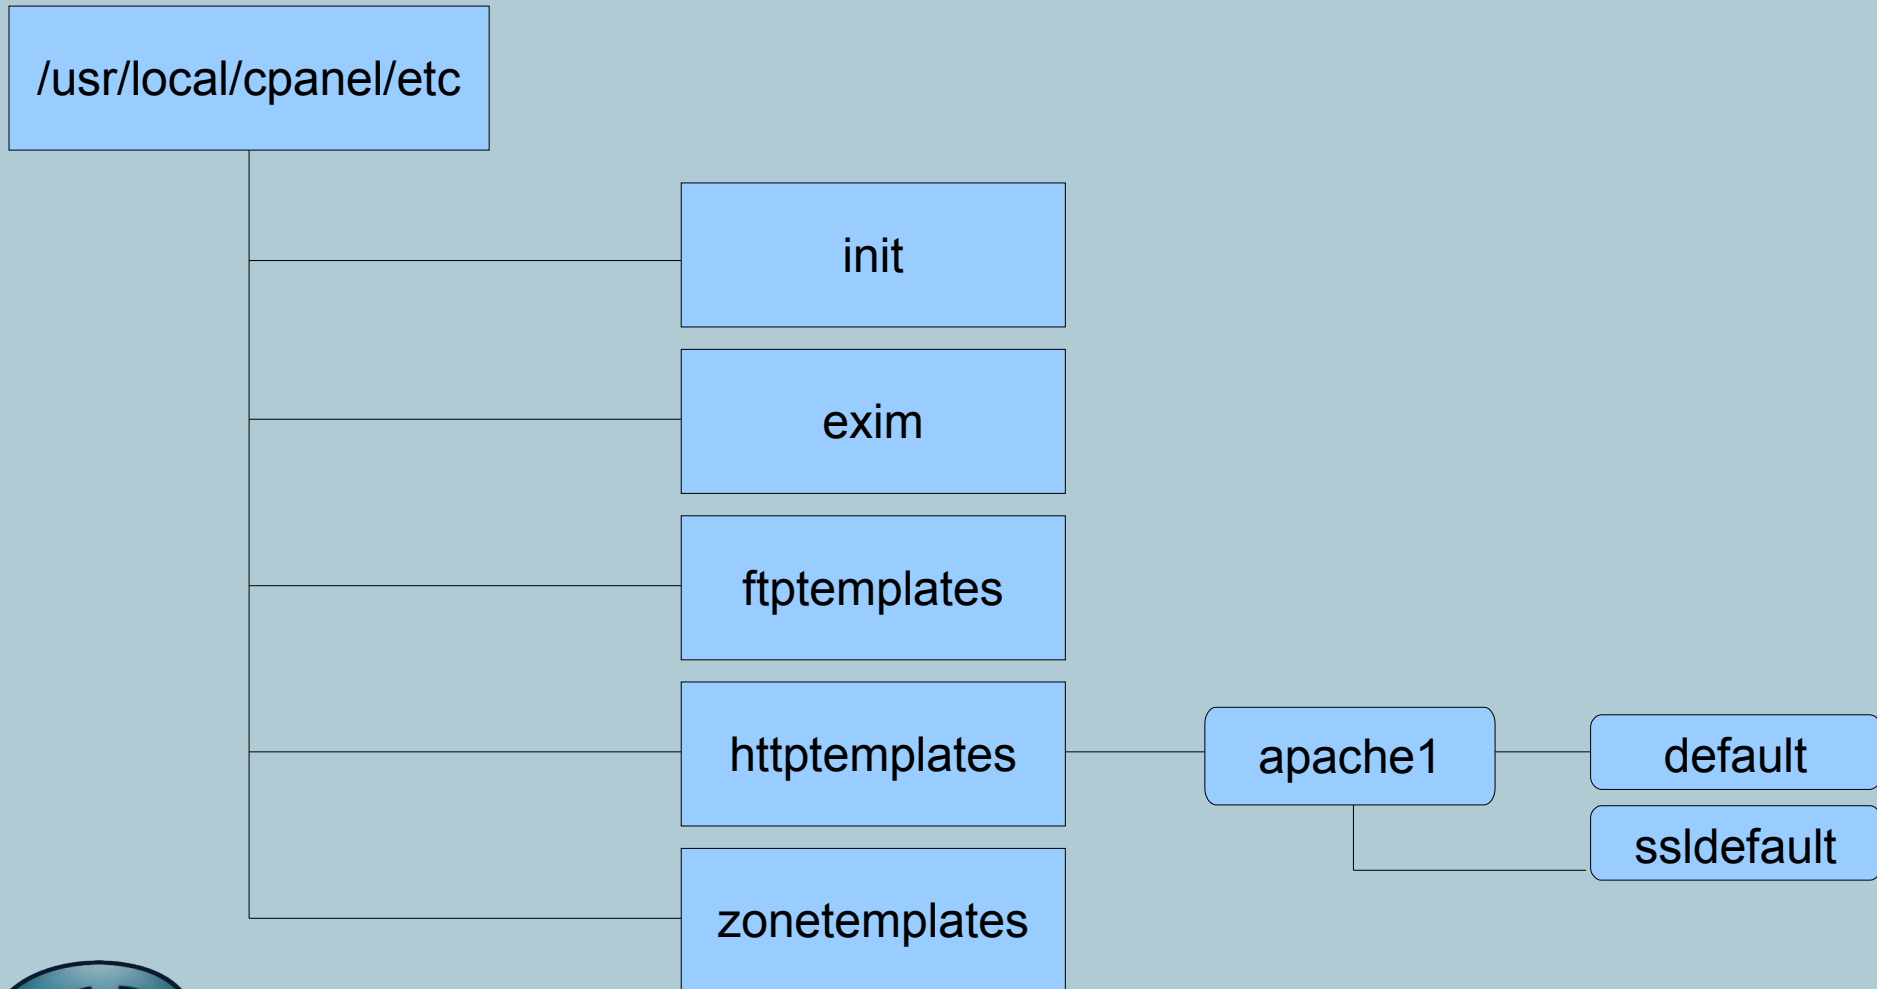 /usr/local/cpanel/etc
init
exim
ftptemplates
httptemplates
apache1
default
ssldefault
zonetemplates